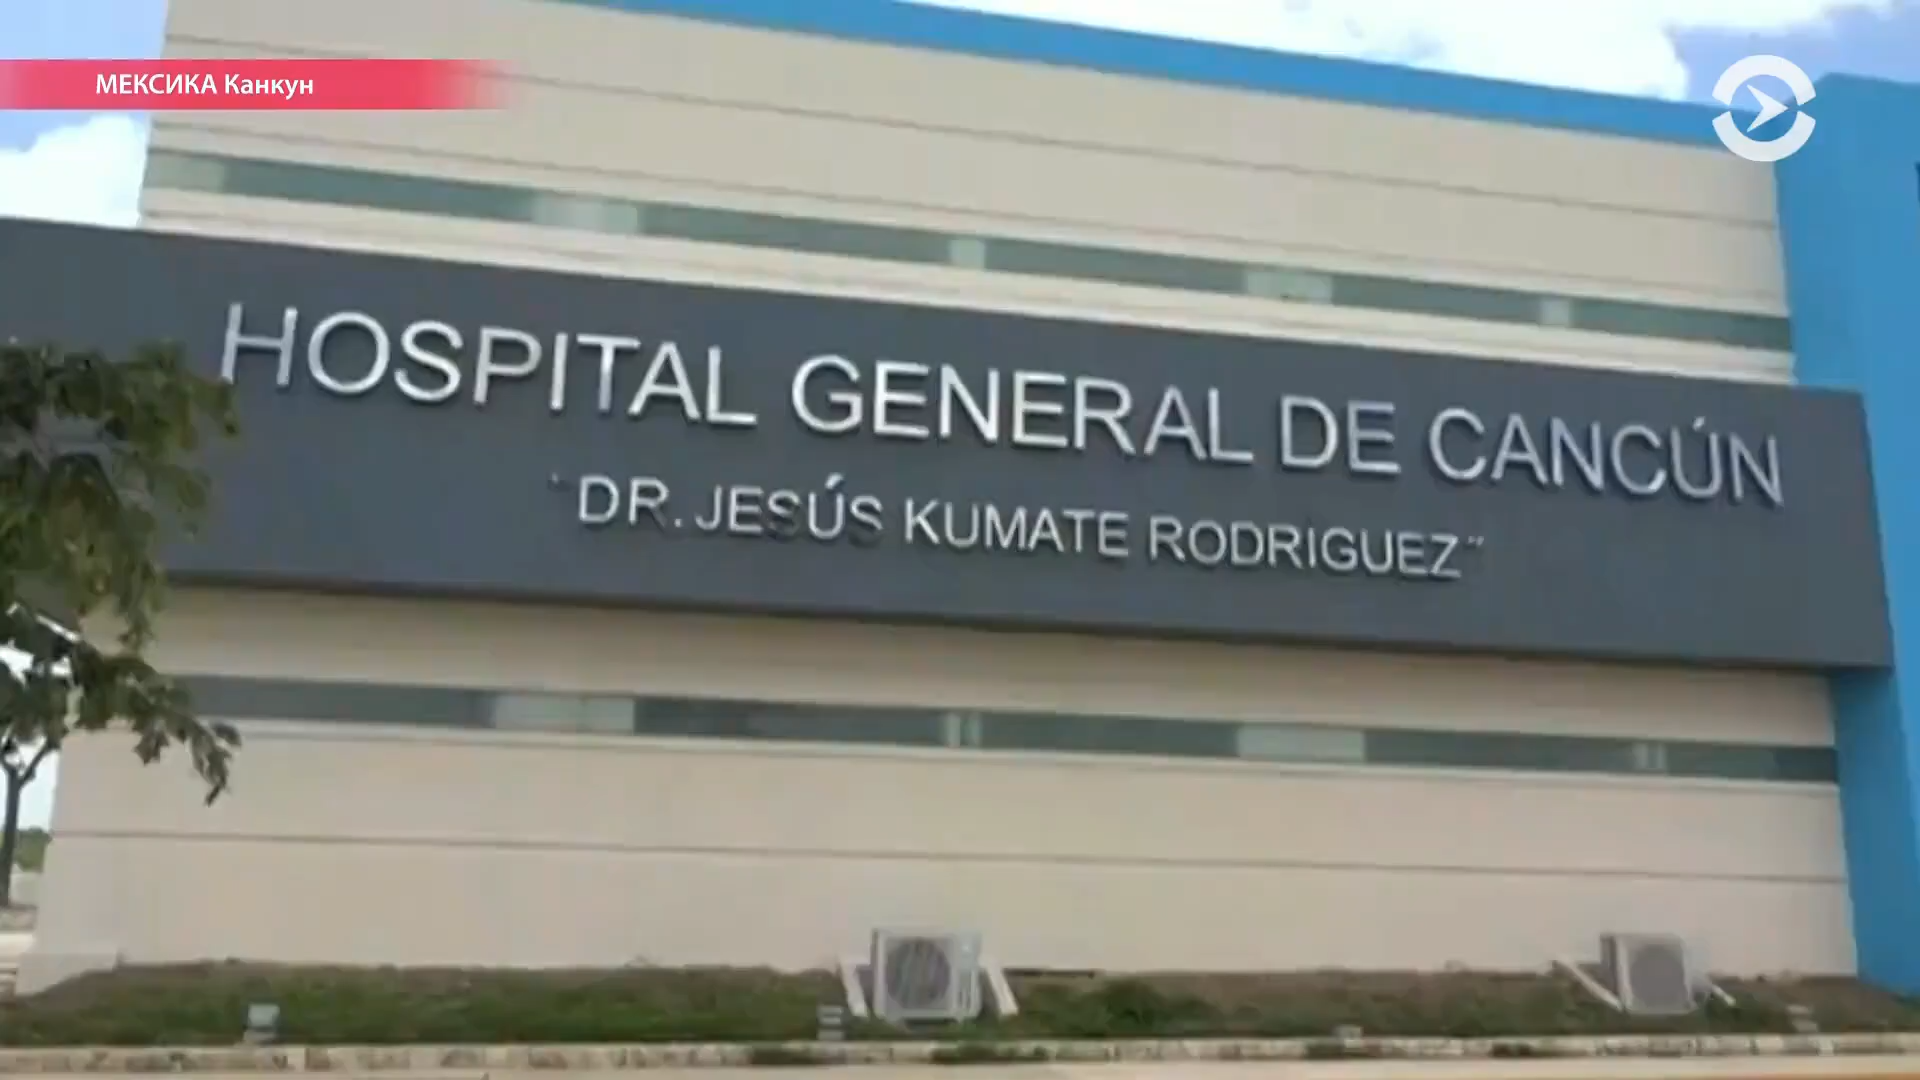 МЕКСИКА Канкун
HOSPITAL GENERAL DE CANCÚN
"DR. JESÚS KUMATE RODRIGUEZ"